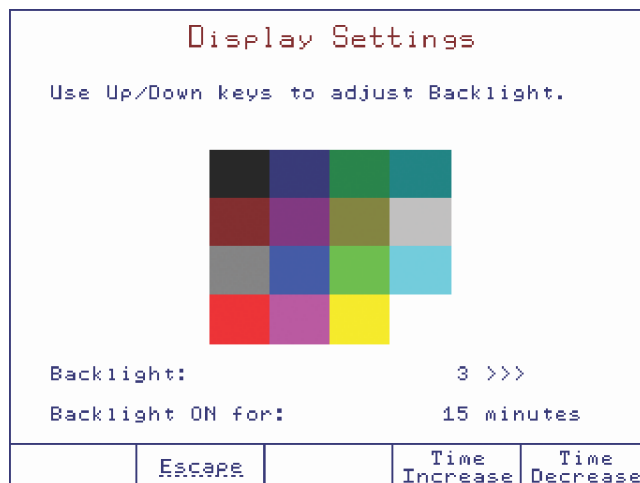 Display Settings
Use Up/Down keys to adjust Backlight.
Backlight: 3 >>>
Backlight ON for: 15 minutes
Escape
Time Increase
Time Decrease